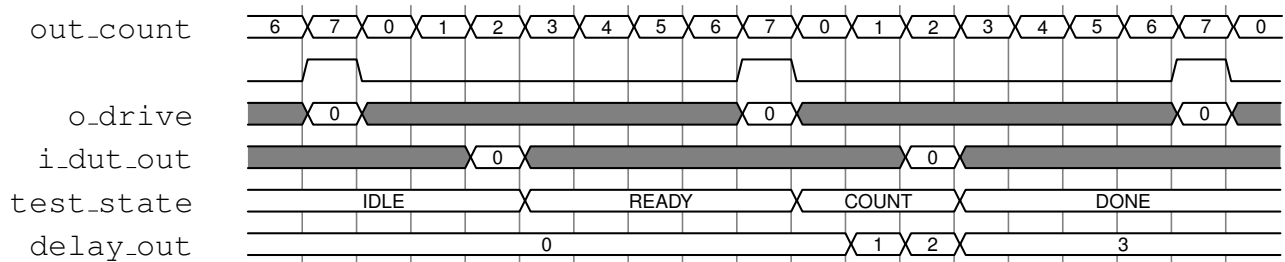 out_count 6 7 0 1 2 3 4 5 6 7 0 1 2 3 4 5 6 7 0
o_drive 0 0 0
i_dut_out 0 0
test_state IDLE READY COUNT DONE
delay_out 0 1 2 3